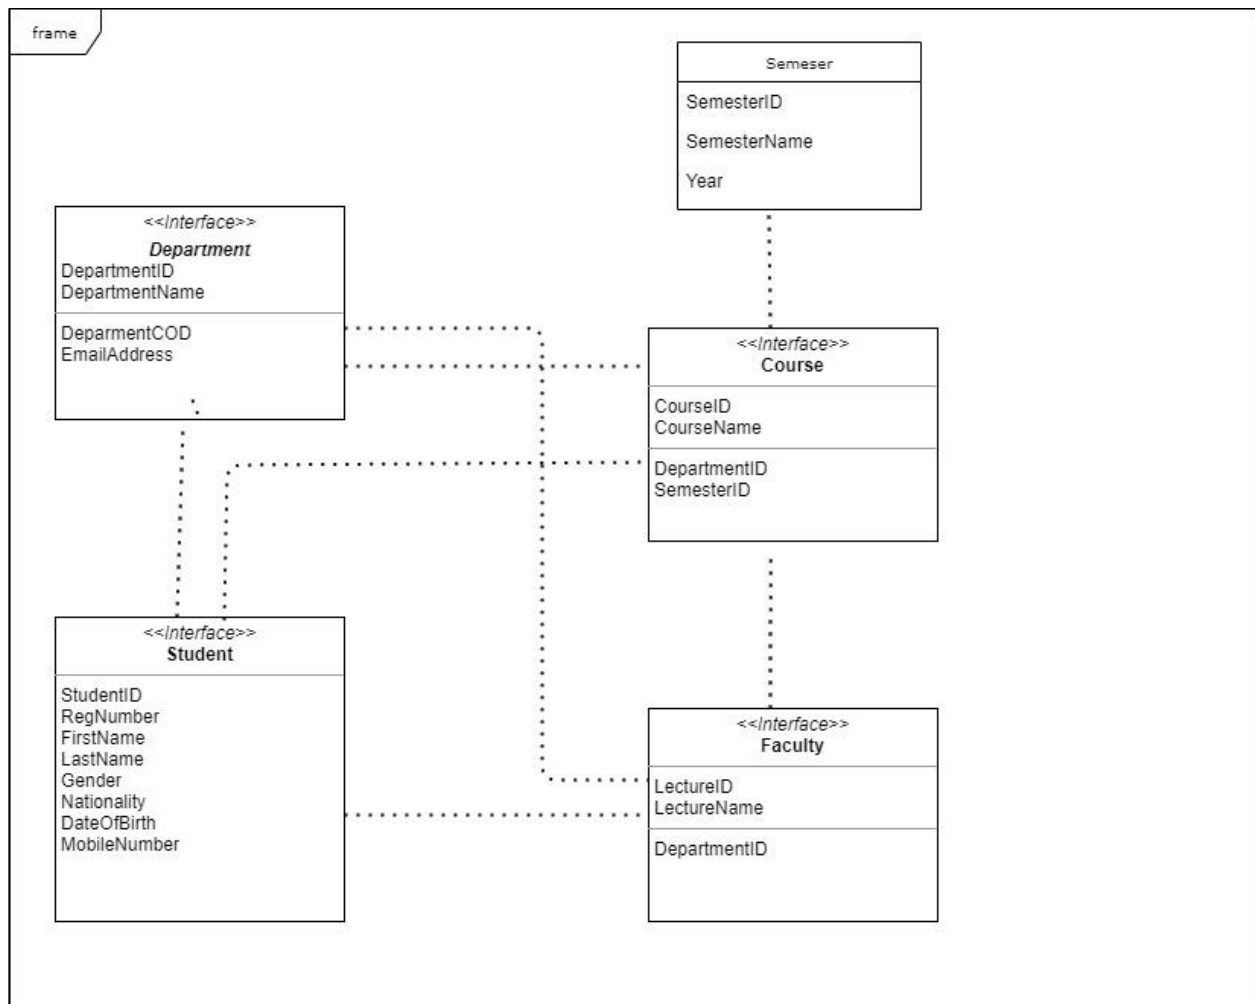 frame
Semeser
SemesterID
SemesterName
Year
<<Interface>>
Department
DepartmentID
DepartmentName
DeparmentCOD
EmailAddress
<<Interface>>
Course
CourseID
CourseName
DepartmentID
SemesterID
<<Interface>>
Student
StudentID
RegNumber
FirstName
LastName
Gender
Nationality
DateOfBirth
MobileNumber
<<Interface>>
Faculty
LectureID
LectureName
DepartmentID